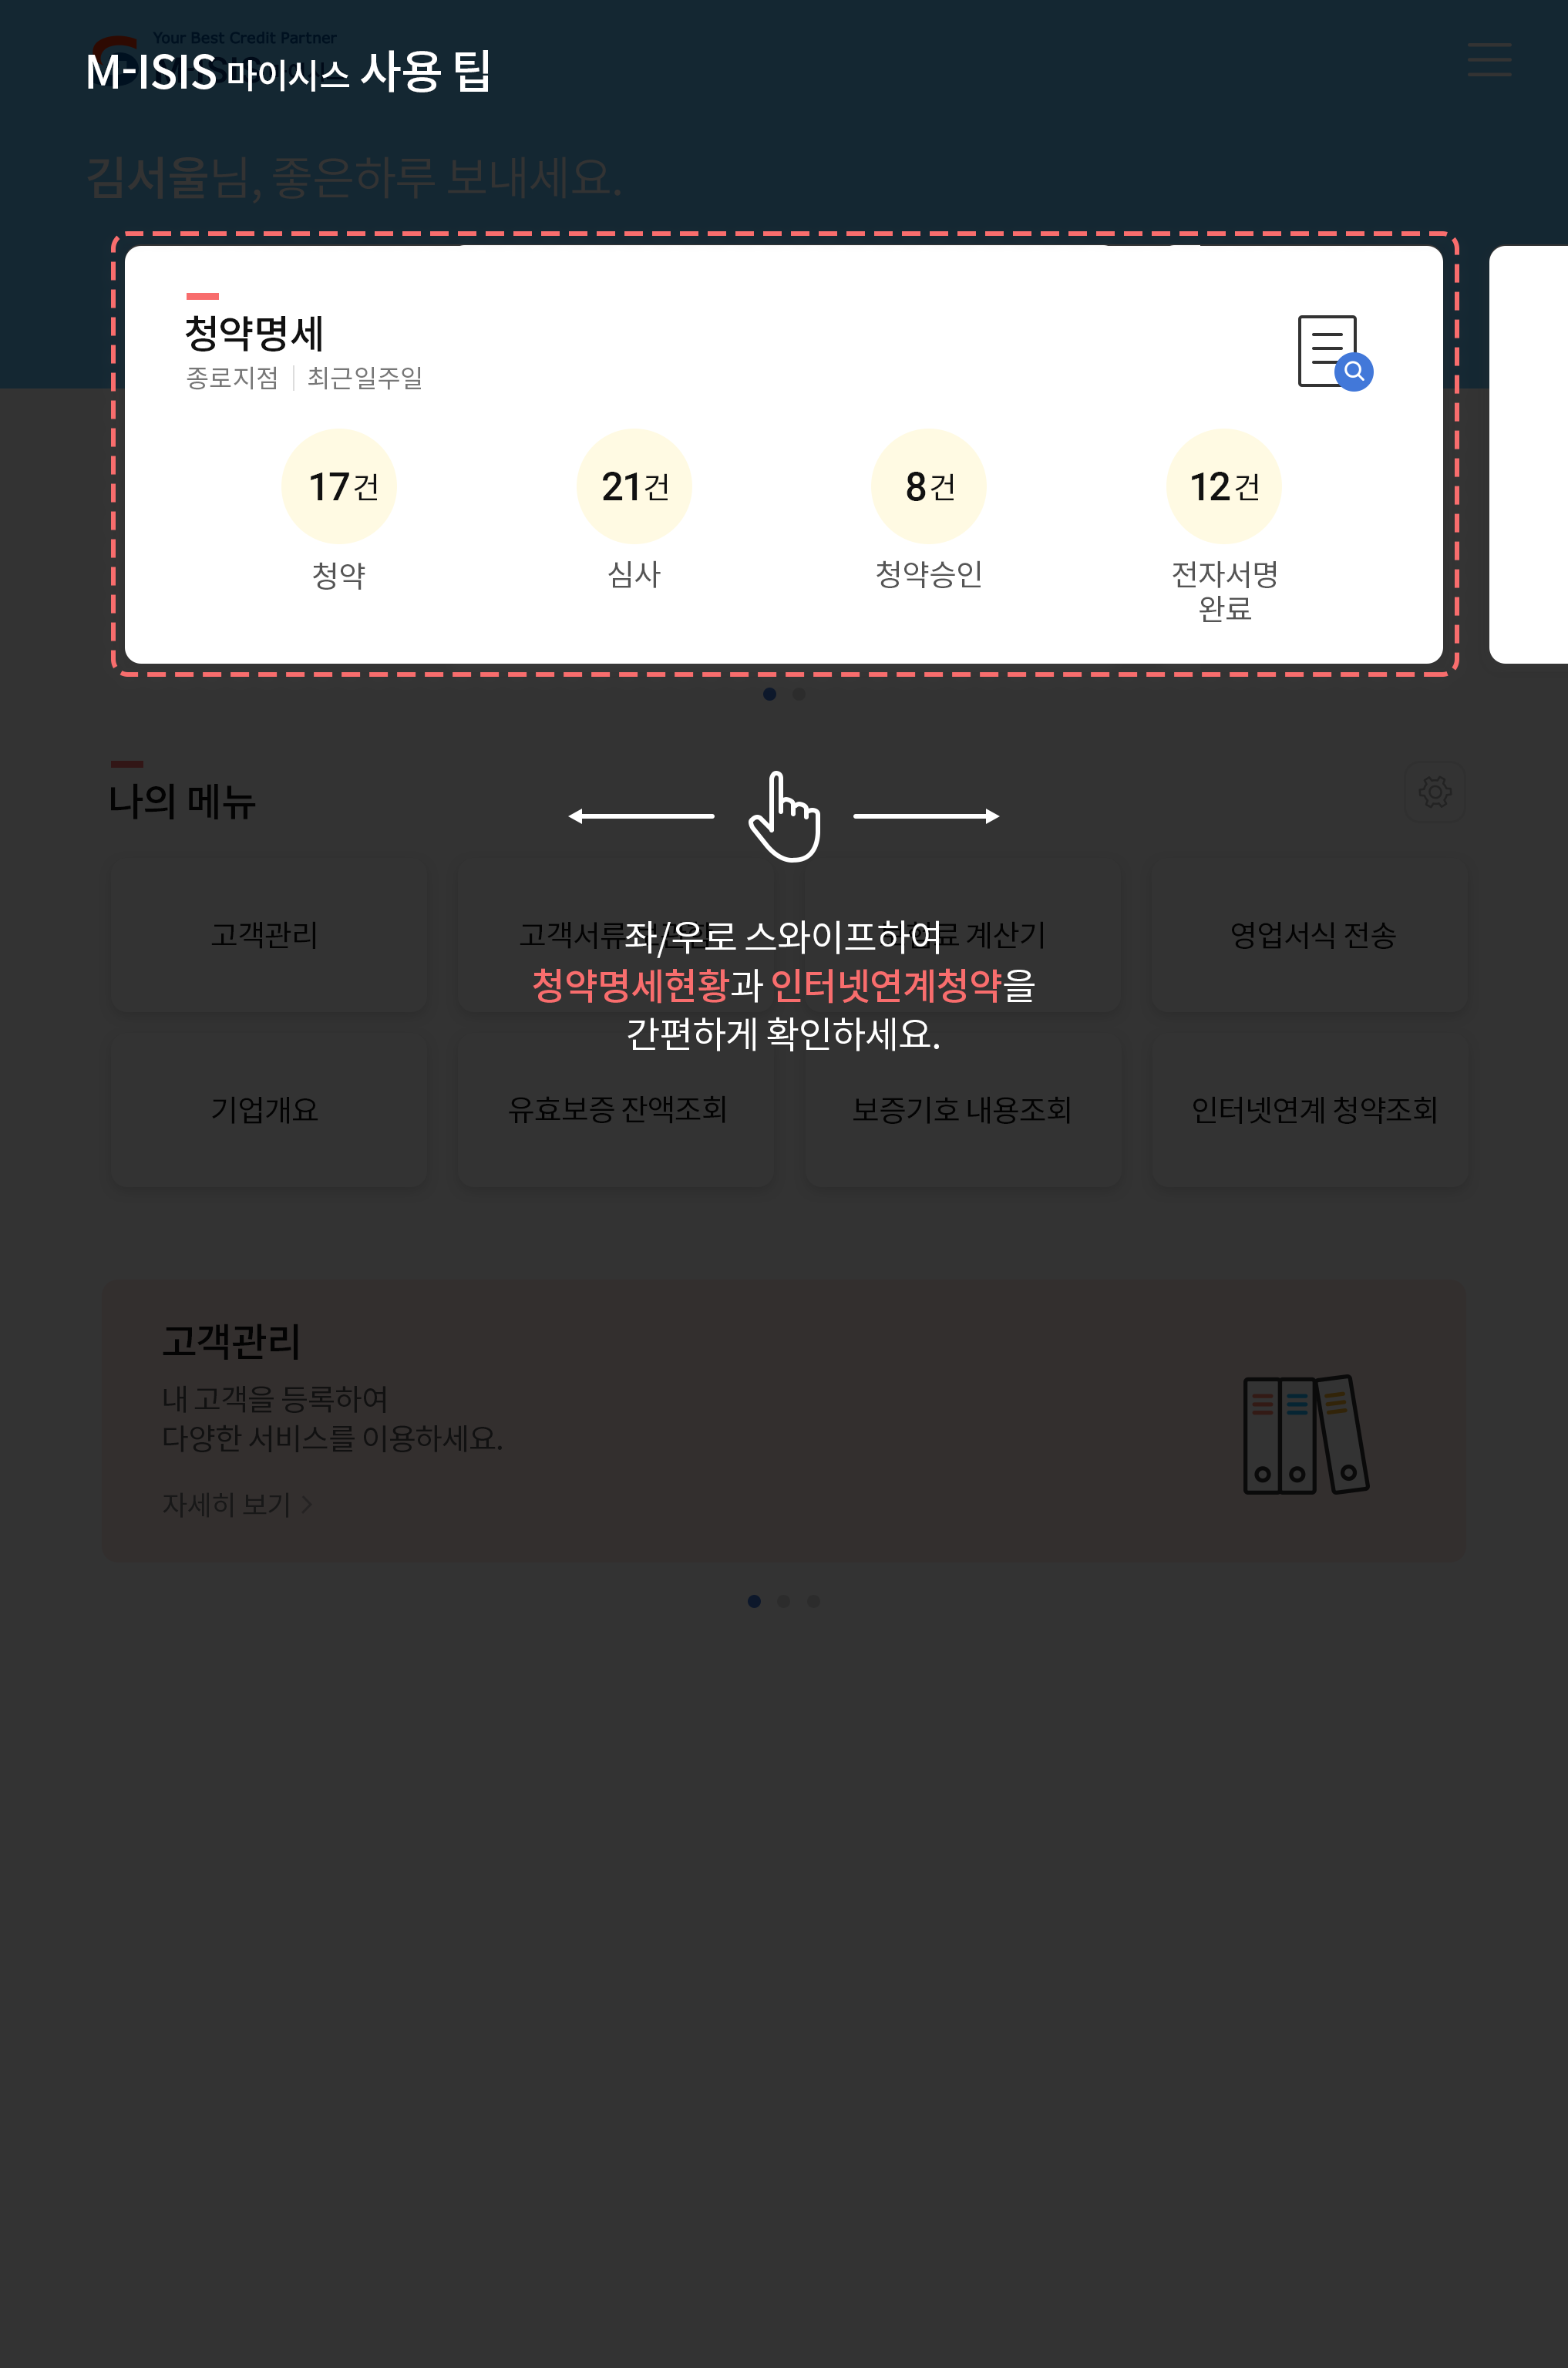 Your Best Credit Partner
M-ISIS 마이시스 사용 팁
김서울님, 좋은하루 보내세요.
청약명세
종로지점 | 최근일주일
17건 21건 8건 12건
청약 심사 청약승인 전자서명
완료
나의 메뉴
고객관리
고객서류
계산기
영업서식 전송
좌/우로 스와이프하여
청약명세현황과 인터넷연계청약을
간편하게 확인하세요.
기업개요
유효보증 잔액조회
보증기호 내용조회
인터넷연계 청약조회
고객관리
내 고객을 등록하여
다양한 서비스를 이용하세요.
자세히 보기